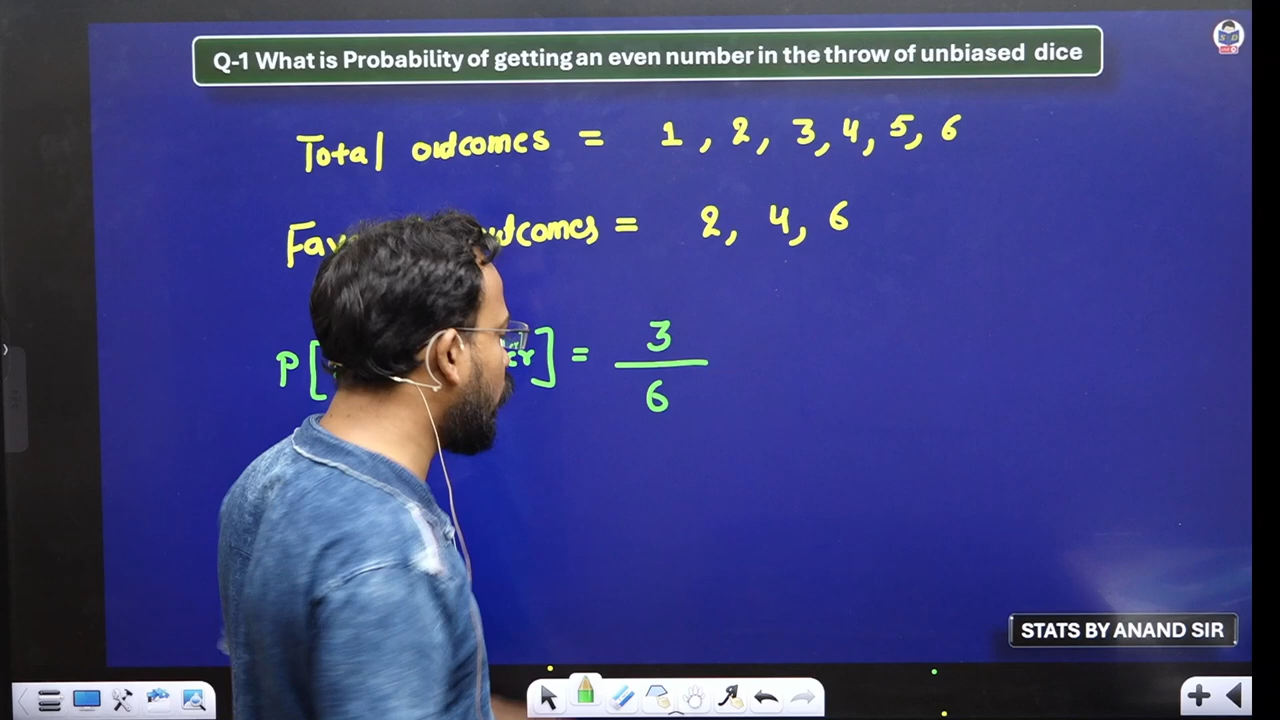 Q-1 What is Probability of getting an even number in the throw of unbiased dice
Total outcomes = 1, 2, 3, 4, 5, 6
outcomes = 2, 4, 6
P[ ] = 3
6
STATS BY ANAND SIR